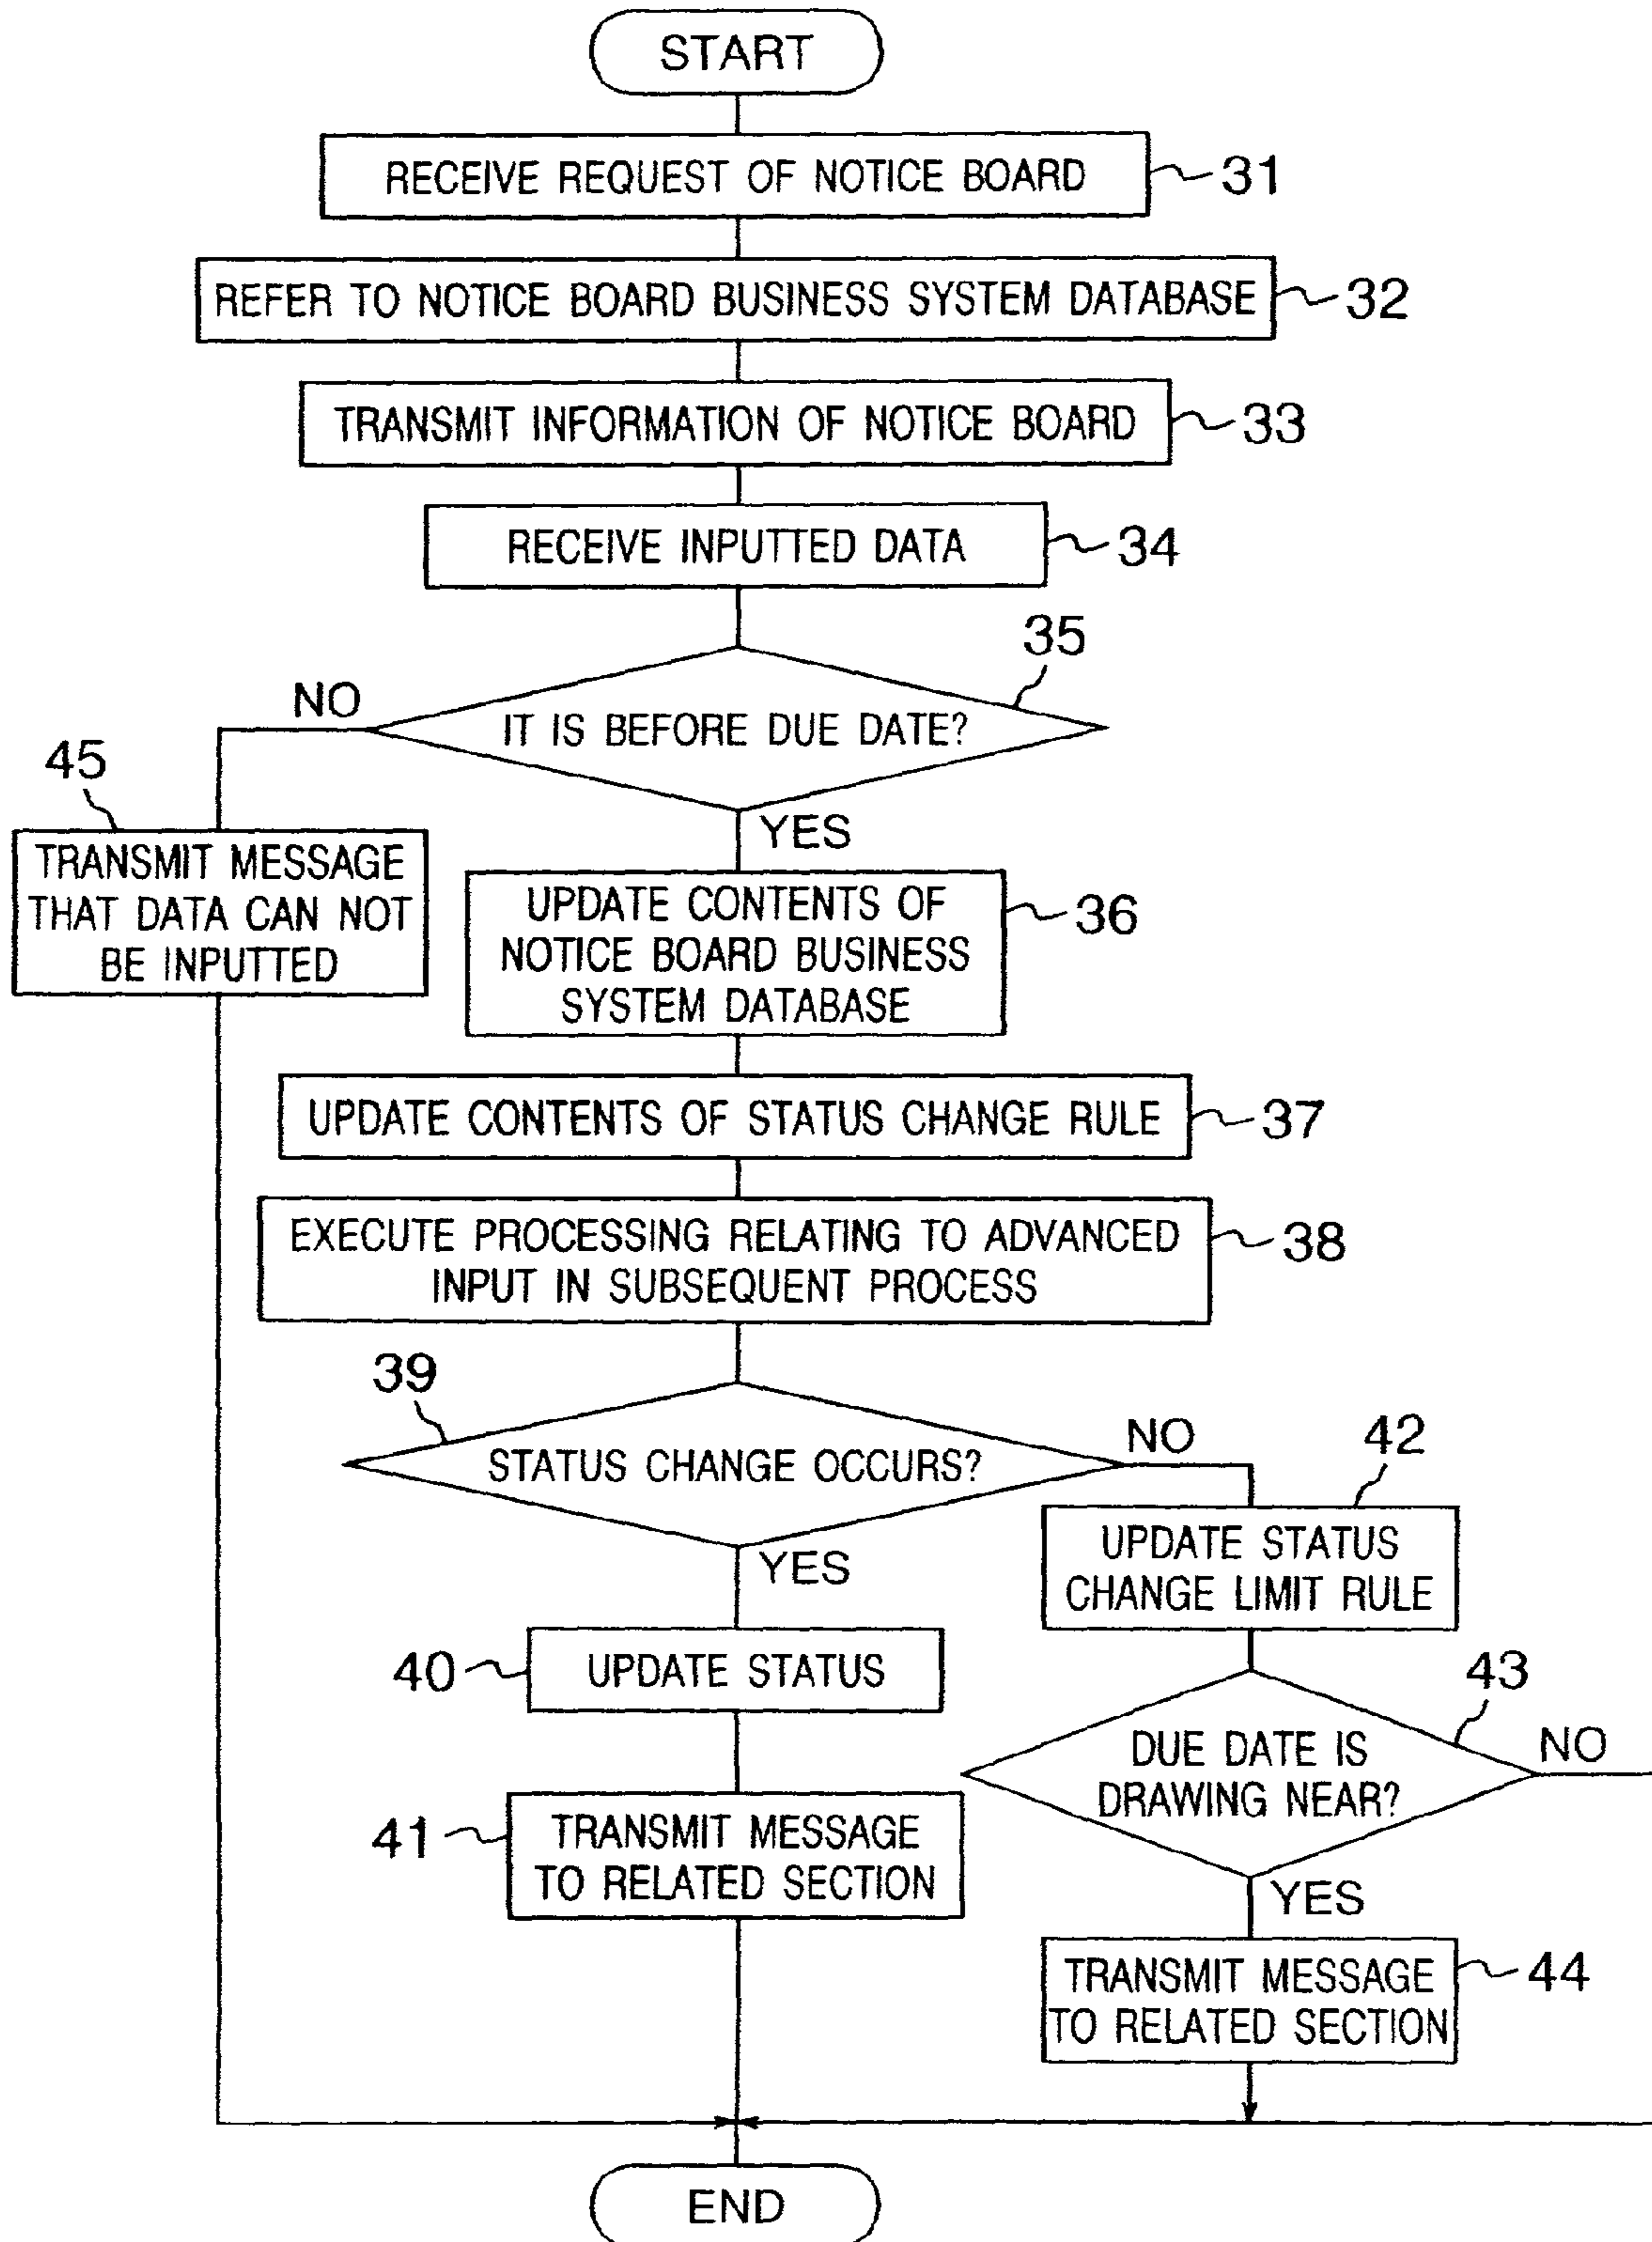 START
RECEIVE REQUEST OF NOTICE BOARD
31
REFER TO NOTICE BOARD BUSINESS SYSTEM DATABASE
32
TRANSMIT INFORMATION OF NOTICE BOARD
33
RECEIVE INPUTTED DATA
34
35
IT IS BEFORE DUE DATE?
NO
YES
45
TRANSMIT MESSAGE
THAT DATA CAN NOT
BE INPUTTED
UPDATE CONTENTS OF
NOTICE BOARD BUSINESS
SYSTEM DATABASE
36
UPDATE CONTENTS OF STATUS CHANGE RULE
37
EXECUTE PROCESSING RELATING TO ADVANCED
INPUT IN SUBSEQUENT PROCESS
38
39
STATUS CHANGE OCCURS?
NO
YES
42
UPDATE STATUS
CHANGE LIMIT RULE
40
UPDATE STATUS
43
DUE DATE IS
DRAWING NEAR?
NO
YES
41
TRANSMIT MESSAGE
TO RELATED SECTION
TRANSMIT MESSAGE
TO RELATED SECTION
44
END